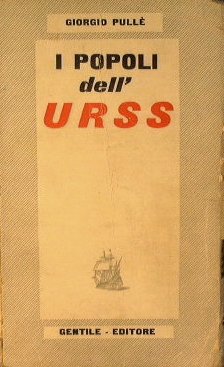 GIORGIO PULLÈ
I POPOLI
dell'
URSS
GENTILE - EDITORE